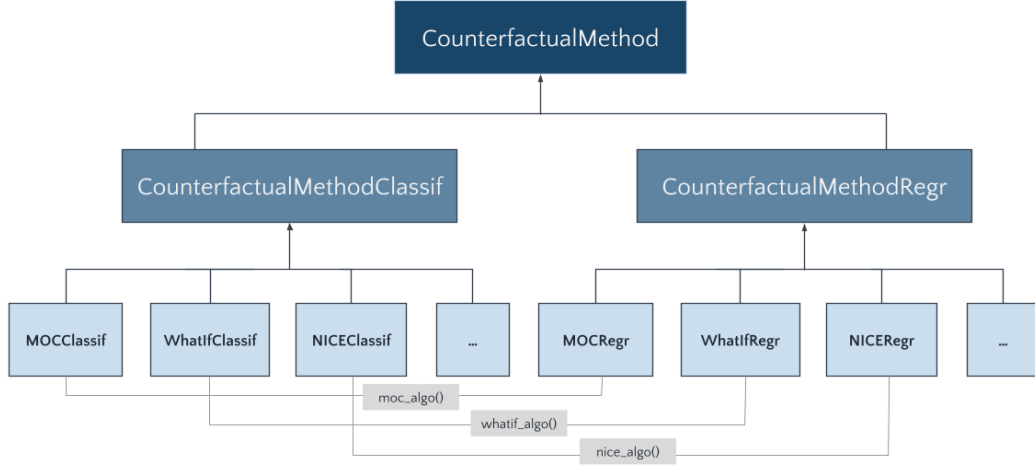 CounterfactualMethod
CounterfactualMethodClassif
CounterfactualMethodRegr
MOCClassif
WhatIfClassif
NICEClassif
...
MOCRegr
WhatIfRegr
NICERegr
...
moc_algo()
whatif_algo()
nice_algo()